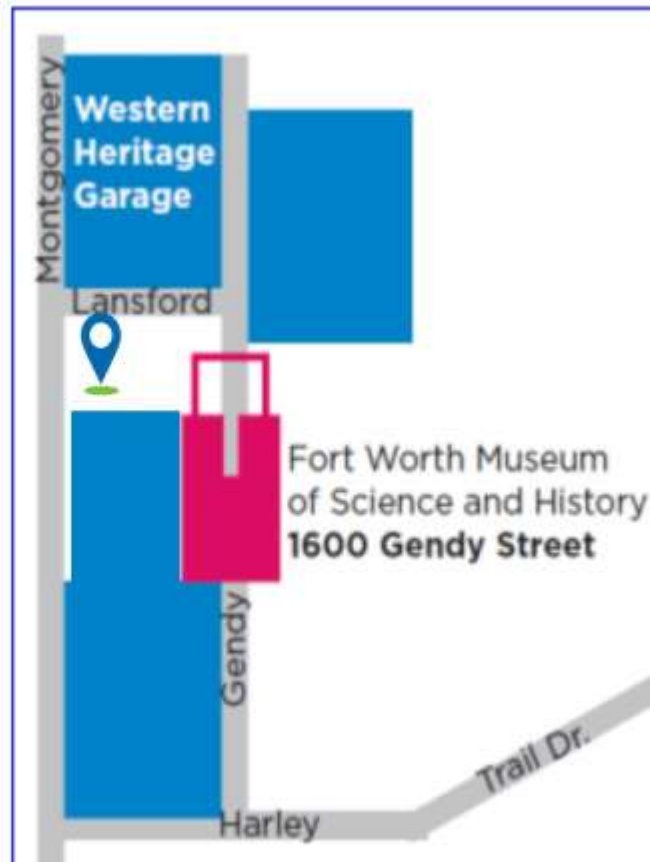 Montgomery
Western
Heritage
Garage
Lansford
Fort Worth Museum
of Science and History
1600 Gendy Street
Gendy
Trail Dr.
Harley